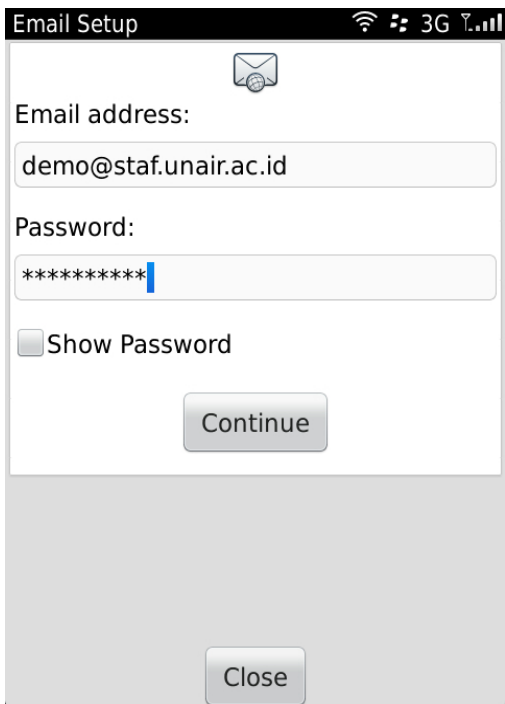 Email Setup 3G
Email address:
demo@staf.unair.ac.id
Password:
**********
Show Password
Continue
Close